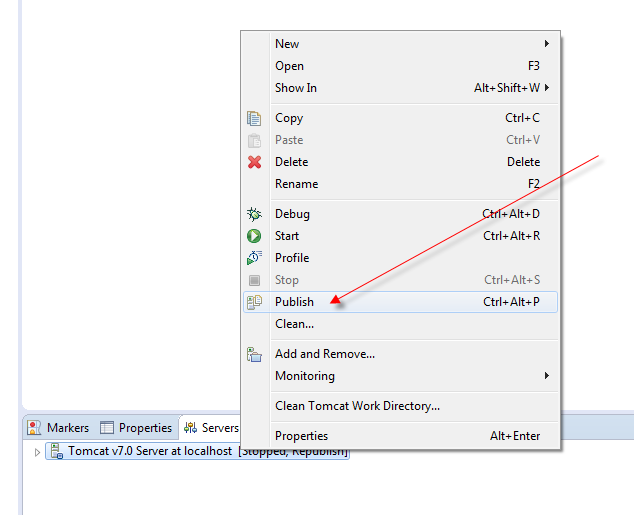 New
Open F3
Show In Alt+Shift+W
Copy Ctrl+C
Paste Ctrl+V
Delete Delete
Rename F2
Debug Ctrl+Alt+D
Start Ctrl+Alt+R
Profile
Stop Ctrl+Alt+S
Publish Ctrl+Alt+P
Clean...
Add and Remove...
Monitoring
Clean Tomcat Work Directory...
Properties Alt+Enter
Markers Properties Servers
Tomcat v7.0 Server at localhost [Stopped, Republish]